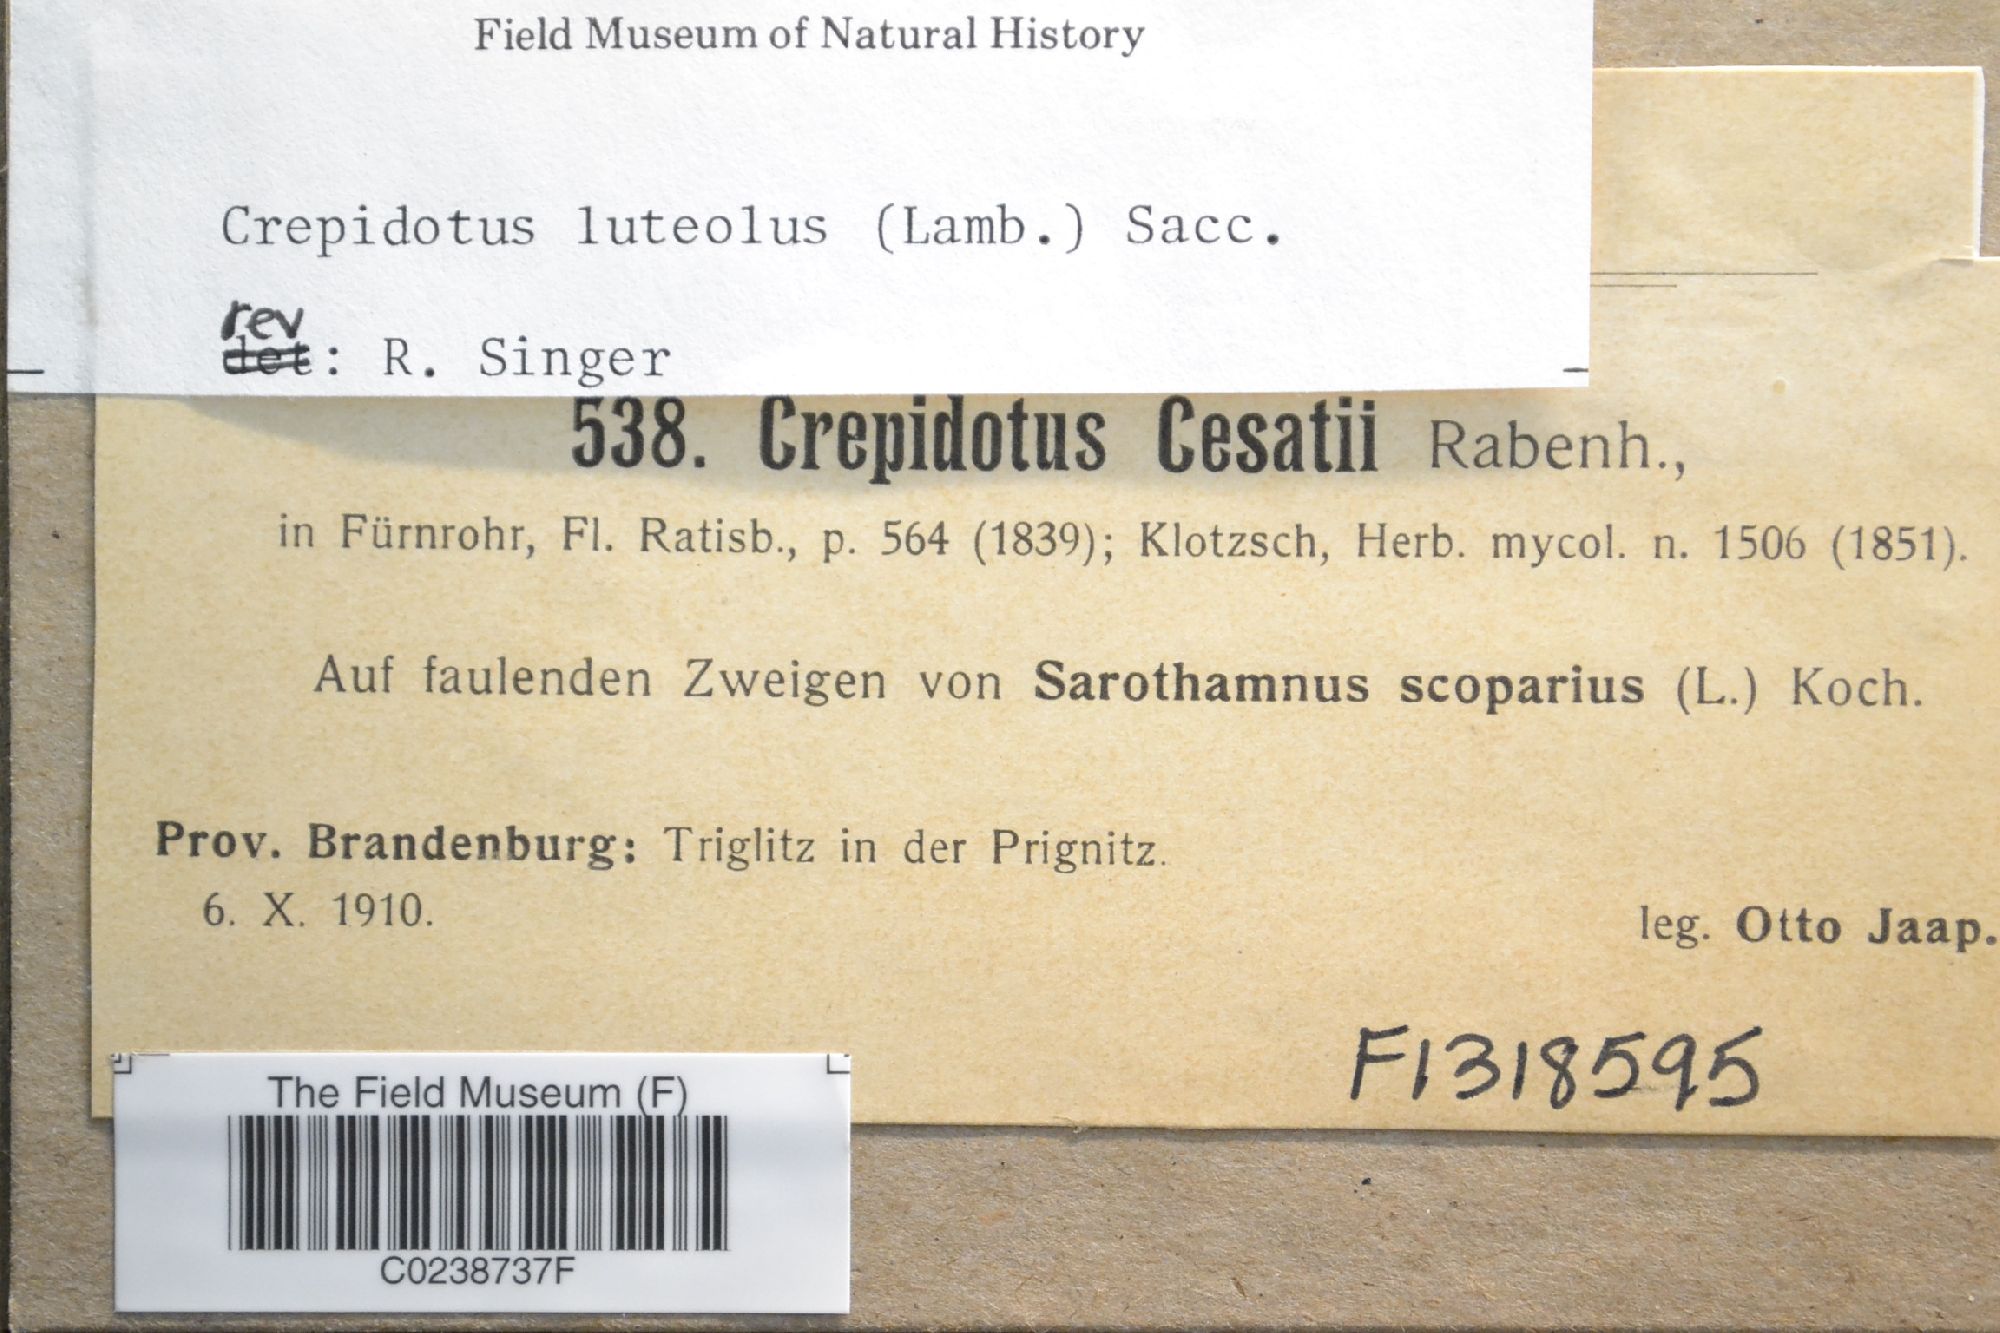 Field Museum of Natural History
Crepidotus luteolus (Lamb.) Sacc.
rev
det: R. Singer
538. Crepidotus Cesatii Rabenh.,
in Fürnrohr, Fl. Ratisb., p. 564 (1839); Klotzsch, Herb. mycol. n. 1506 (1851).
Auf faulenden Zweigen von Sarothamnus scoparius (L.) Koch.
Prov. Brandenburg: Triglitz in der Prignitz.
6. X. 1910.
leg. Otto Jaap.
F1318595
The Field Museum (F)
C0238737F